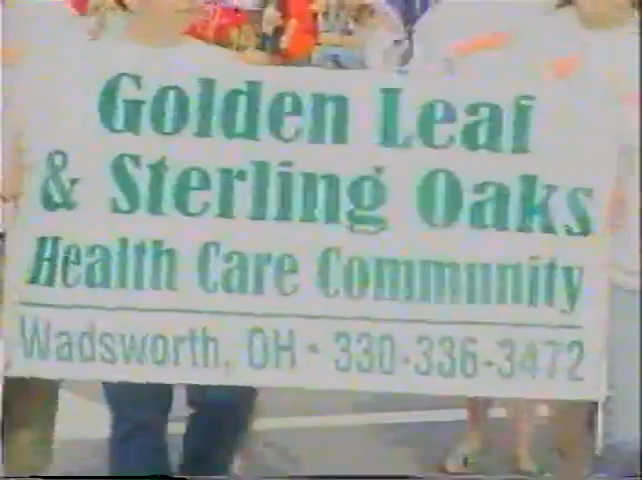 Golden Leaf
& Sterling Oaks
Health Care Community
Wadsworth, OH - 330-336-3472